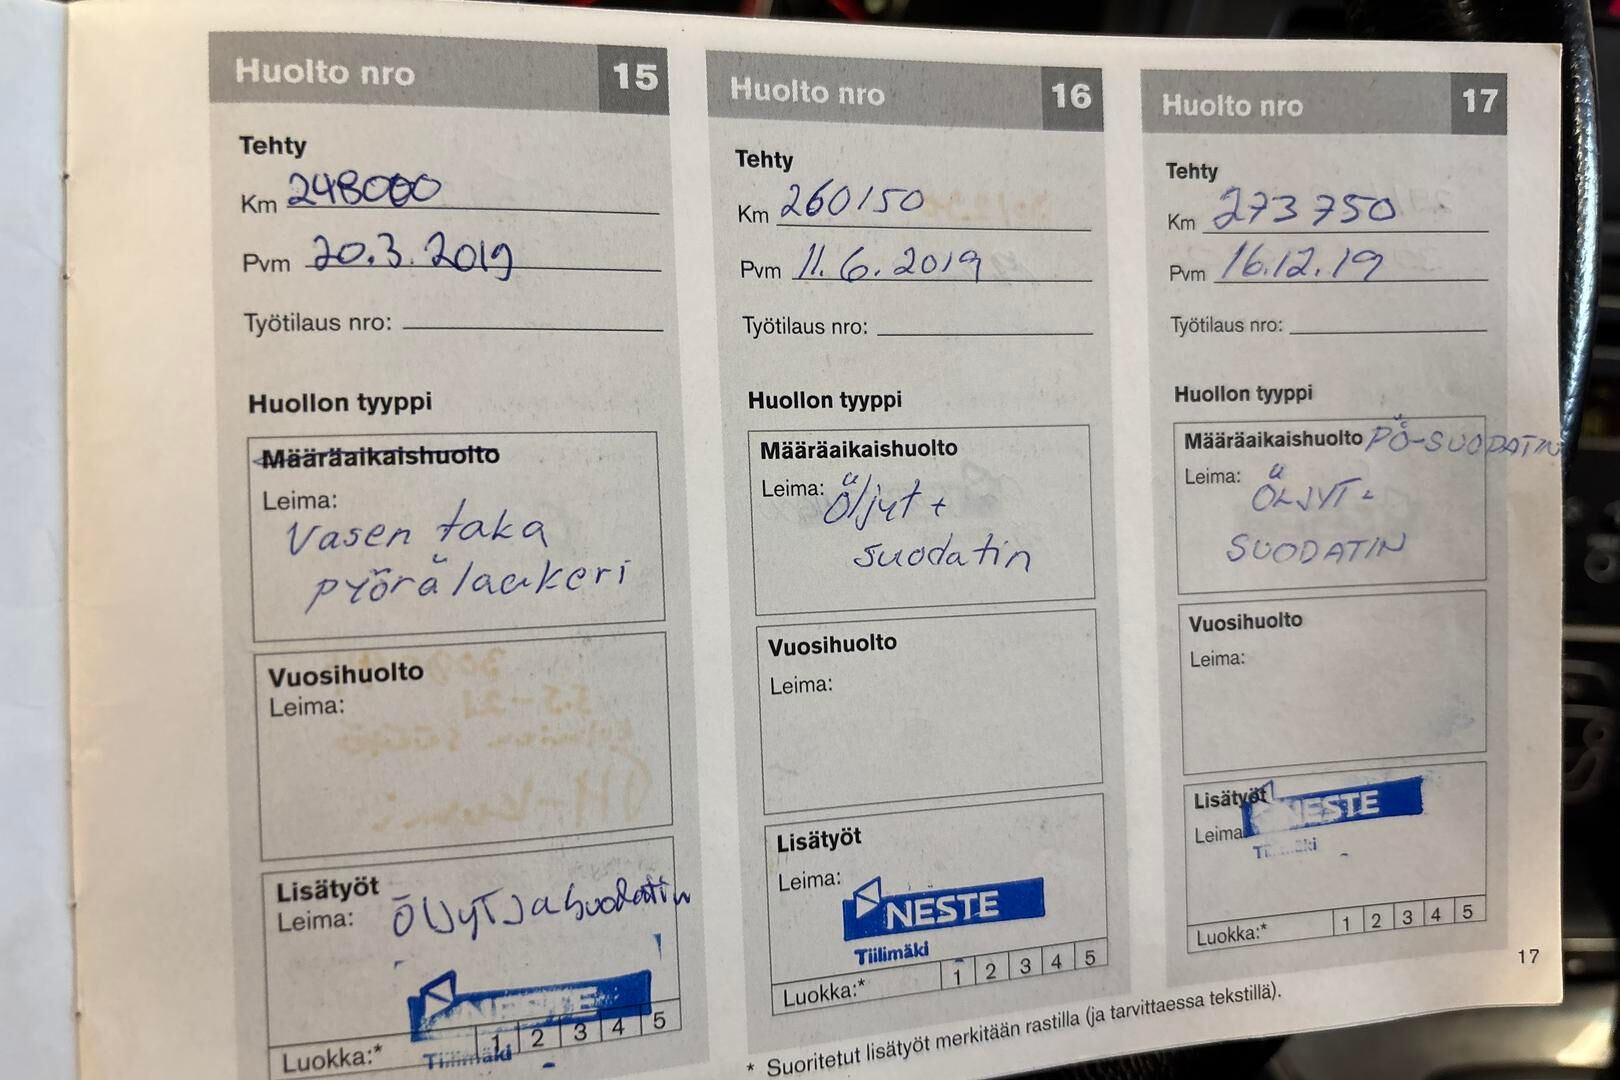 Huolto nro 15
Tehty
Km 248000
Pvm 20.3.2019
Työtilaus nro:
Huollon tyyppi
Määräaikaishuolto
Leima:
Vasen taka
pyörälaakeri
Vuosihuolto
Leima:
Lisätyöt
Leima: Öljyt ja suodatin
NESTE
Tiilimäki
Luokka:* 1 2 3 4 5
Huolto nro 16
Tehty
Km 260150
Pvm 11.6.2019
Työtilaus nro:
Huollon tyyppi
Määräaikaishuolto
Leima: Öljyt +
suodatin
Vuosihuolto
Leima:
Lisätyöt
Leima:
NESTE
Tiilimäki
Luokka:* 1 2 3 4 5
Huolto nro 17
Tehty
Km 273750
Pvm 16.12.19
Työtilaus nro:
Huollon tyyppi
Määräaikaishuolto PÖ-SUODATIN
Leima: ÖLJYT+
SUODATIN
Vuosihuolto
Leima:
Lisätyöt
Leima
NESTE
Luokka:* 1 2 3 4 5
* Suoritetut lisätyöt merkitään rastilla (ja tarvittaessa tekstillä).
17